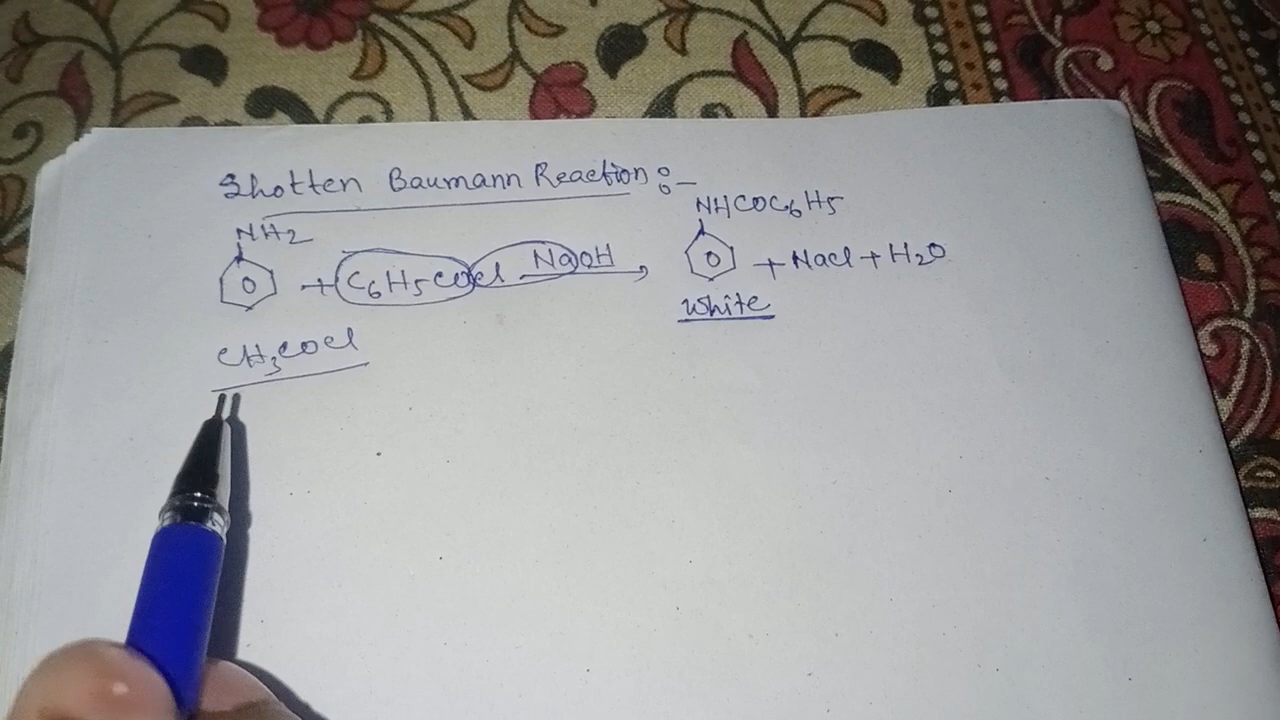 Shotten Baumann Reaction :-
NH2 NHCOC6H5
+ C6H5COCl NaOH → + NaCl + H2O
White
CH3COCl